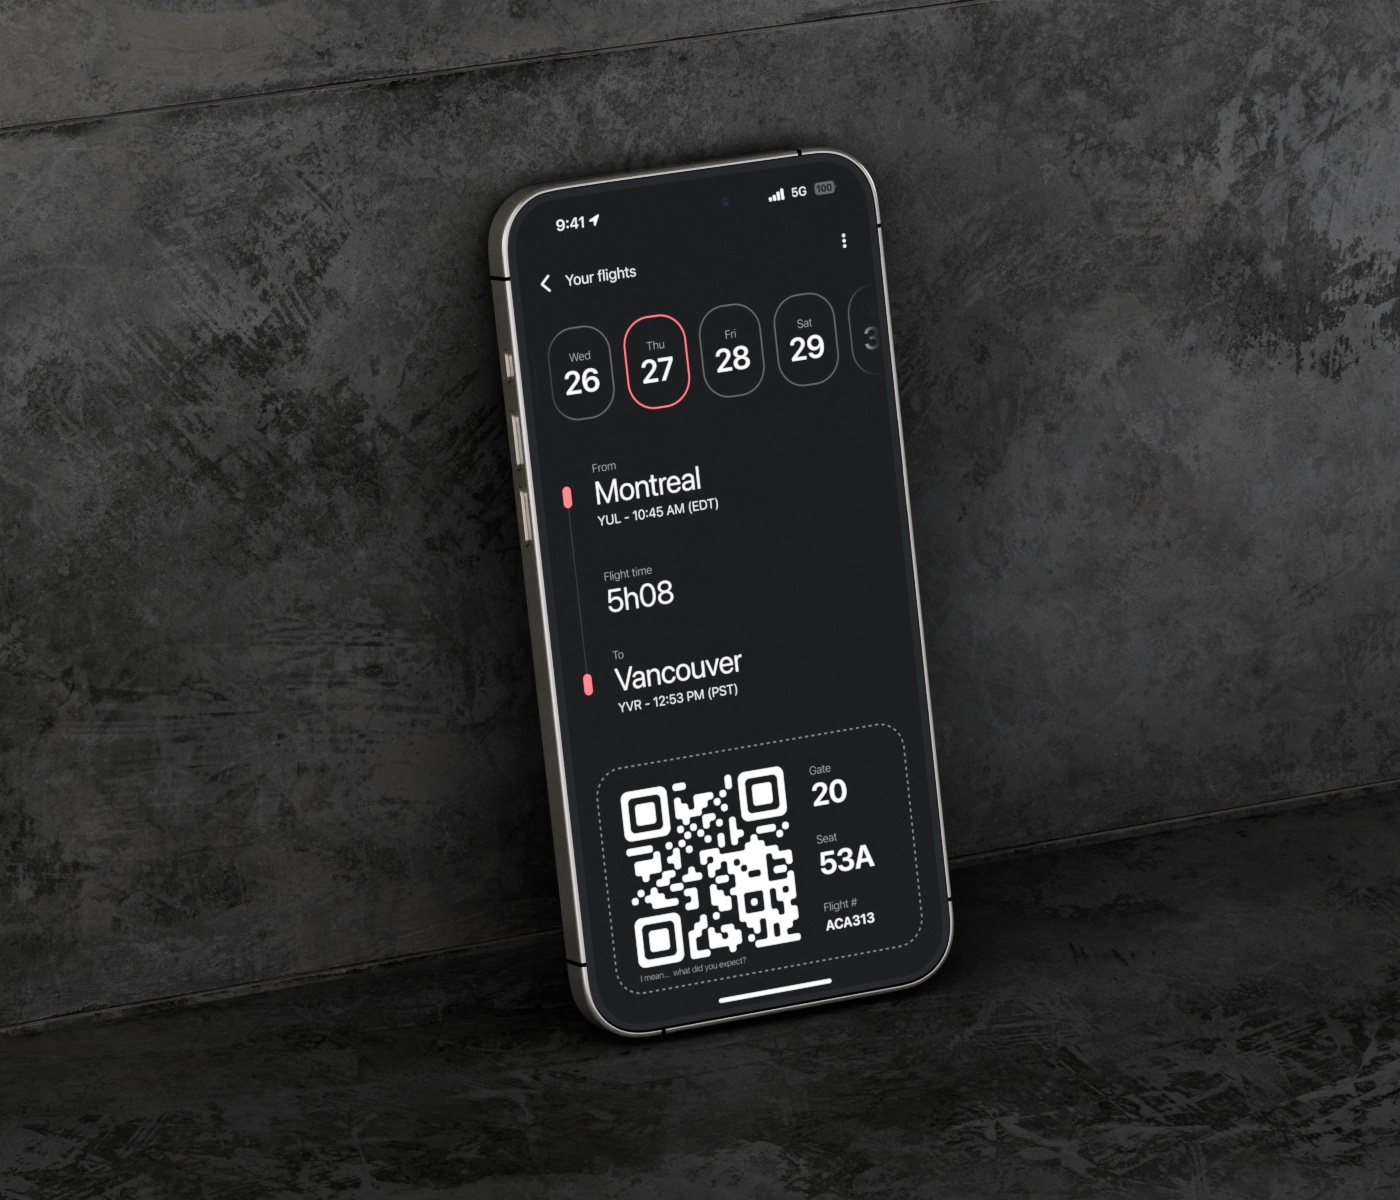 9:41
5G 100
Your flights
Wed Thu Fri Sat
26 27 28 29 3
From
Montreal
YUL - 10:45 AM (EDT)
Flight time
5h08
To
Vancouver
YVR - 12:53 PM (PST)
Gate
20
Seat
53A
Flight #
ACA313
I mean... what did you expect?